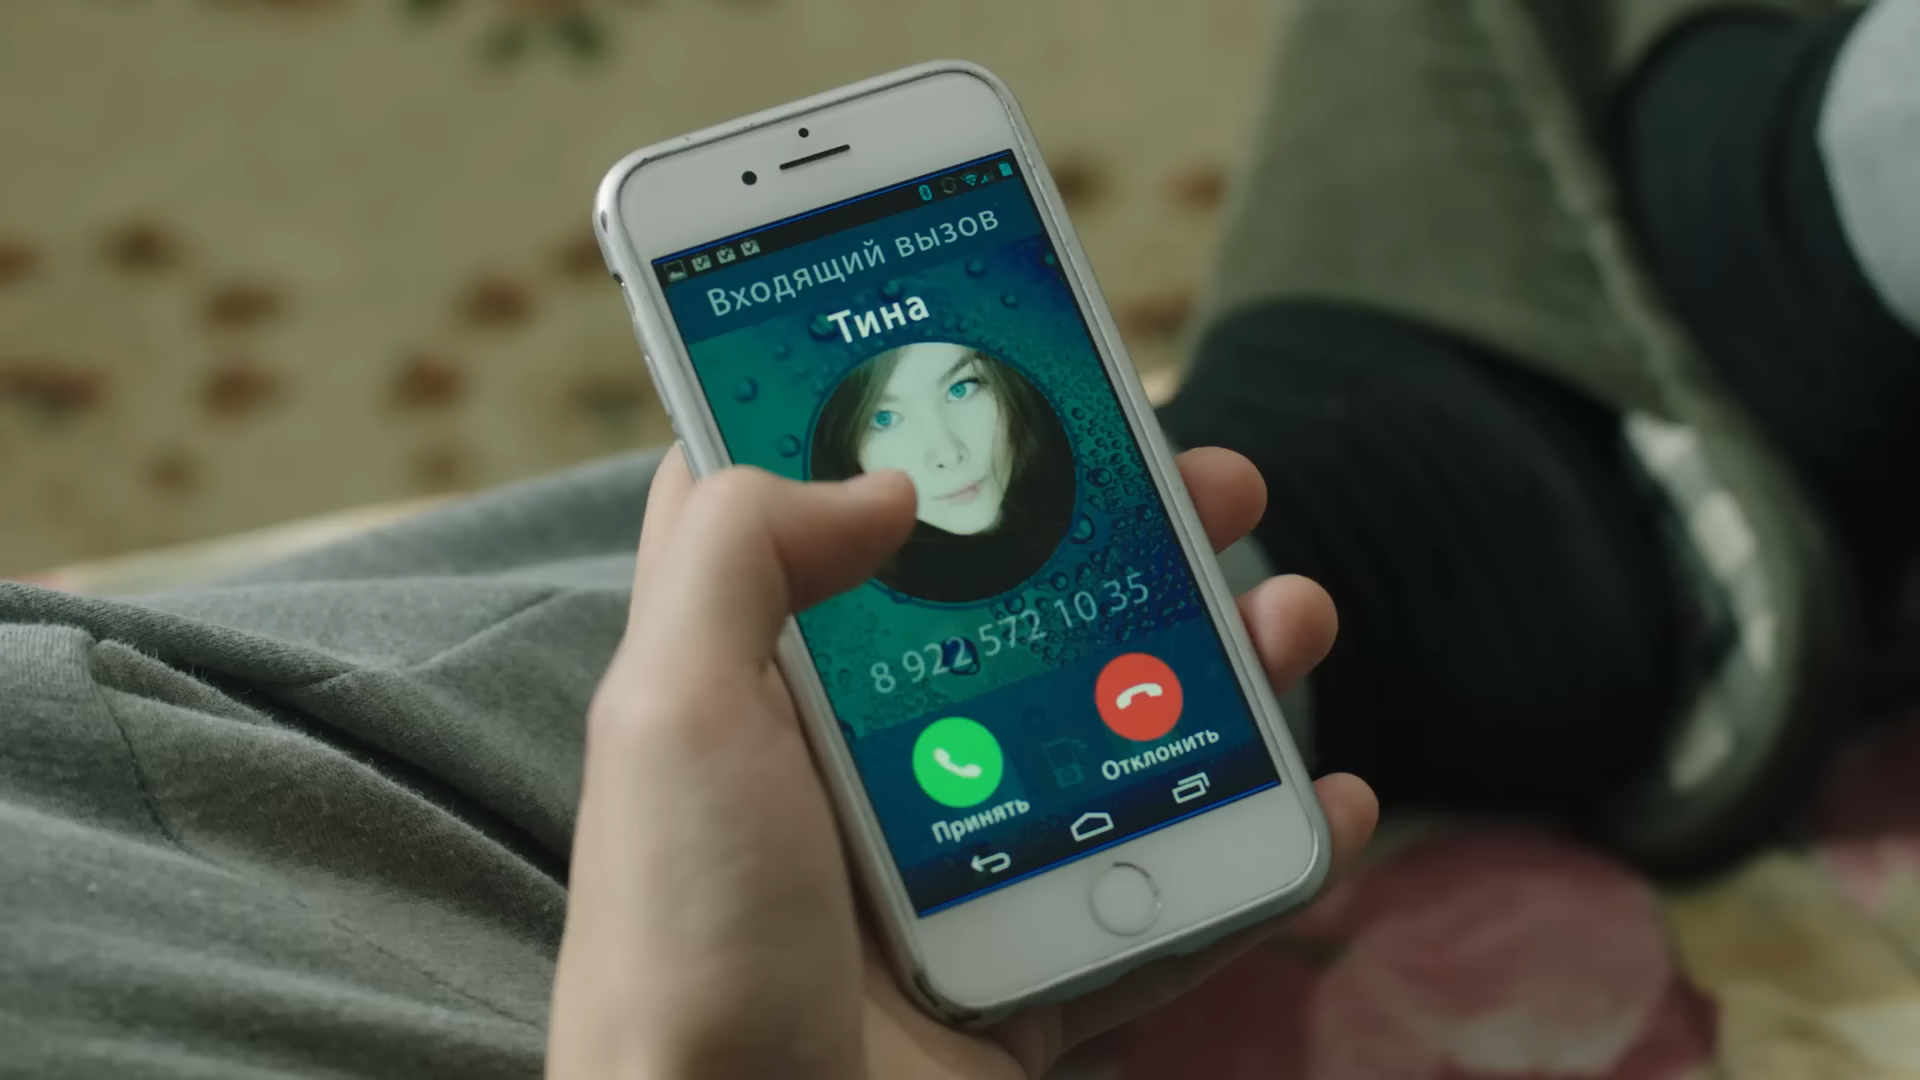 Входящий вызов
Тина
8 922 572 10 35
Принять
Отклонить